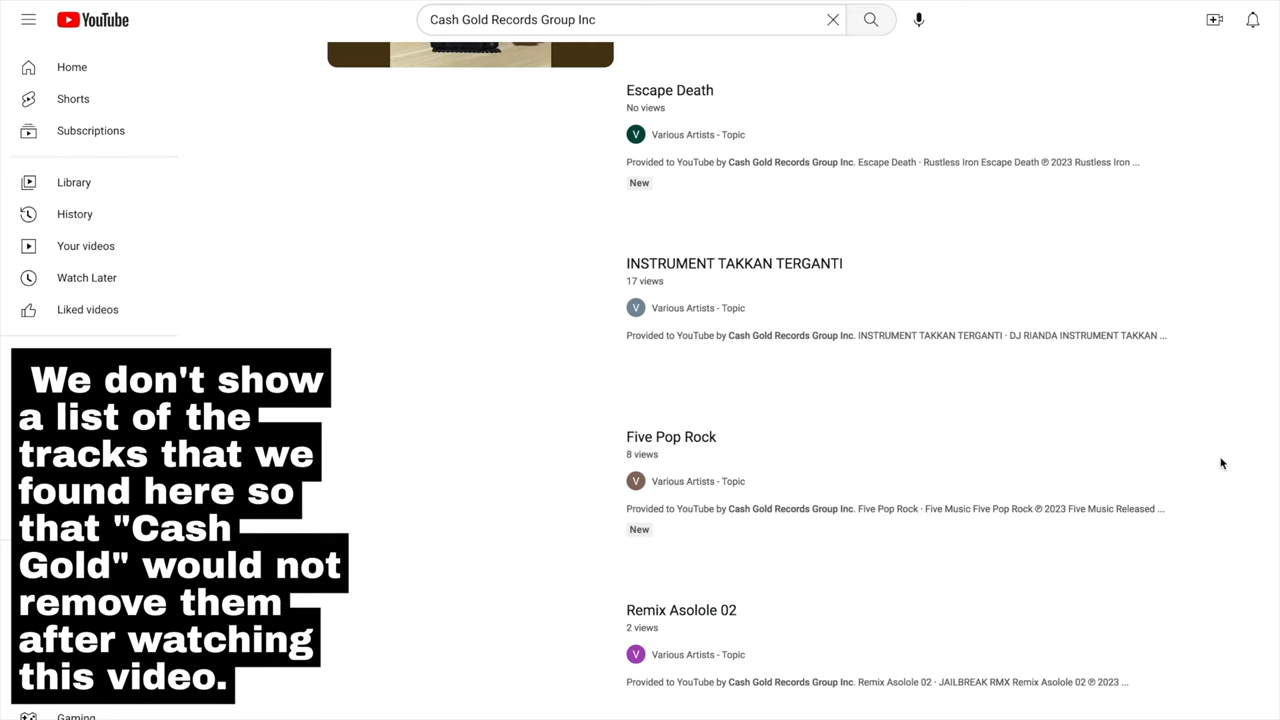 YouTube
Cash Gold Records Group Inc
Home
Shorts
Subscriptions
Library
History
Your videos
Watch Later
Liked videos
We don't show
a list of the
tracks that we
found here so
that "Cash
Gold" would not
remove them
after watching
this video.
Gaming
Escape Death
No views
V Various Artists - Topic
Provided to YouTube by Cash Gold Records Group Inc. Escape Death · Rustless Iron Escape Death ℗ 2023 Rustless Iron ...
New
INSTRUMENT TAKKAN TERGANTI
17 views
V Various Artists - Topic
Provided to YouTube by Cash Gold Records Group Inc. INSTRUMENT TAKKAN TERGANTI · DJ RIANDA INSTRUMENT TAKKAN ...
Five Pop Rock
8 views
V Various Artists - Topic
Provided to YouTube by Cash Gold Records Group Inc. Five Pop Rock · Five Music Five Pop Rock ℗ 2023 Five Music Released ...
New
Remix Asolole 02
2 views
V Various Artists - Topic
Provided to YouTube by Cash Gold Records Group Inc. Remix Asolole 02 · JAILBREAK RMX Remix Asolole 02 ℗ 2023 ...